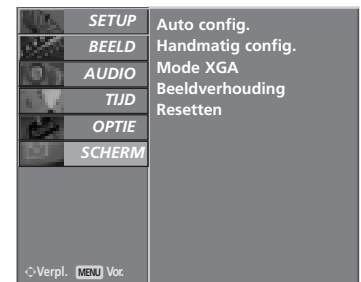 SETUP
BEELD
AUDIO
TIJD
OPTIE
SCHERM
Auto config.
Handmatig config.
Mode XGA
Beeldverhouding
Resetten
Verpl. MENU Vor.